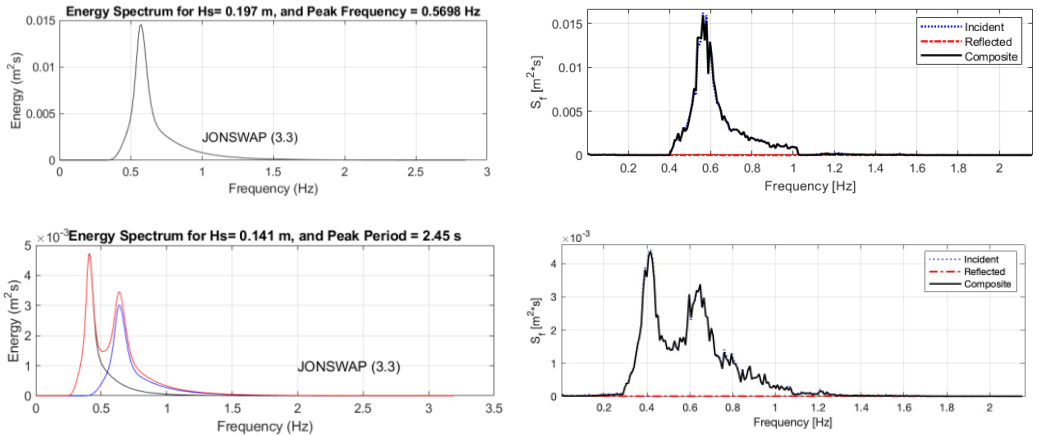 Energy Spectrum for Hs= 0.197 m, and Peak Frequency = 0.5698 Hz
0.015
0.01
0.005
0
Energy (m²s)
JONSWAP (3.3)
0 0.5 1 1.5 2 2.5 3
Frequency (Hz)
0.015
0.01
0.005
0
S_f [m²*s]
Incident
Reflected
Composite
0.2 0.4 0.6 0.8 1 1.2 1.4 1.6 1.8 2
Frequency [Hz]
×10⁻³ Energy Spectrum for Hs= 0.141 m, and Peak Period = 2.45 s
5
4
3
2
1
0
Energy (m²s)
JONSWAP (3.3)
0 0.5 1 1.5 2 2.5 3 3.5
Frequency (Hz)
×10⁻³
4
3
2
1
0
S_f [m²*s]
Incident
Reflected
Composite
0.2 0.4 0.6 0.8 1 1.2 1.4 1.6 1.8 2
Frequency [Hz]